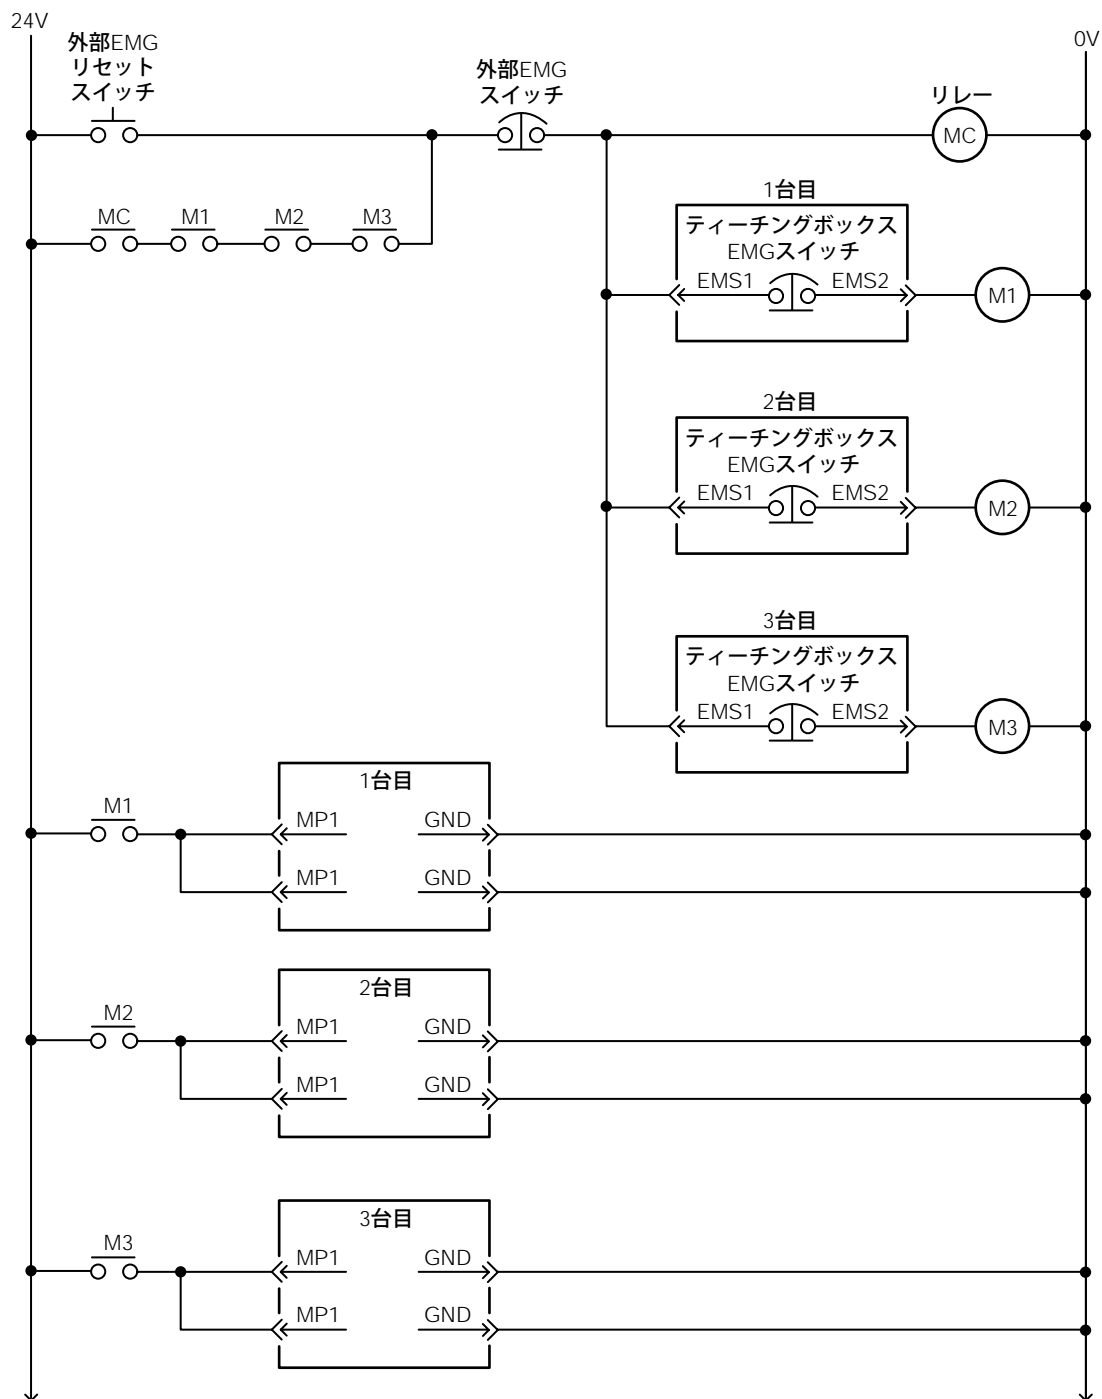 24V
0V
外部EMG
リセット
スイッチ
外部EMG
スイッチ
リレー
MC
MC
M1
M2
M3
1台目
ティーチングボックス
EMGスイッチ
EMS1
EMS2
M1
2台目
ティーチングボックス
EMGスイッチ
EMS1
EMS2
M2
3台目
ティーチングボックス
EMGスイッチ
EMS1
EMS2
M3
M1
1台目
MP1
GND
MP1
GND
M2
2台目
MP1
GND
MP1
GND
M3
3台目
MP1
GND
MP1
GND